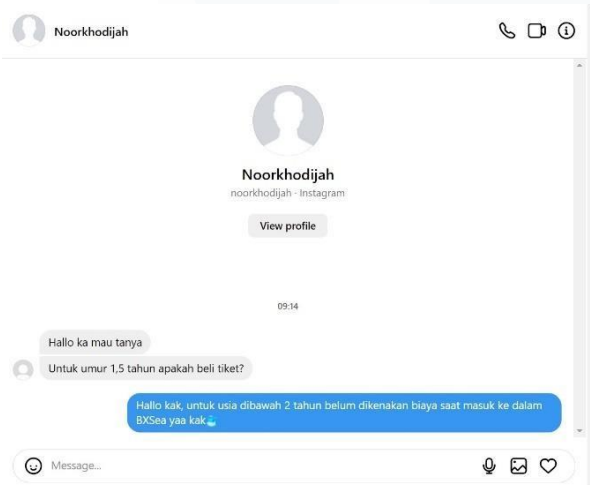 Noorkhodijah
Noorkhodijah
noorkhodijah · Instagram
View profile
09:14
Hallo ka mau tanya
Untuk umur 1,5 tahun apakah beli tiket?
Hallo kak, untuk usia dibawah 2 tahun belum dikenakan biaya saat masuk ke dalam
BXSea yaa kak
Message...